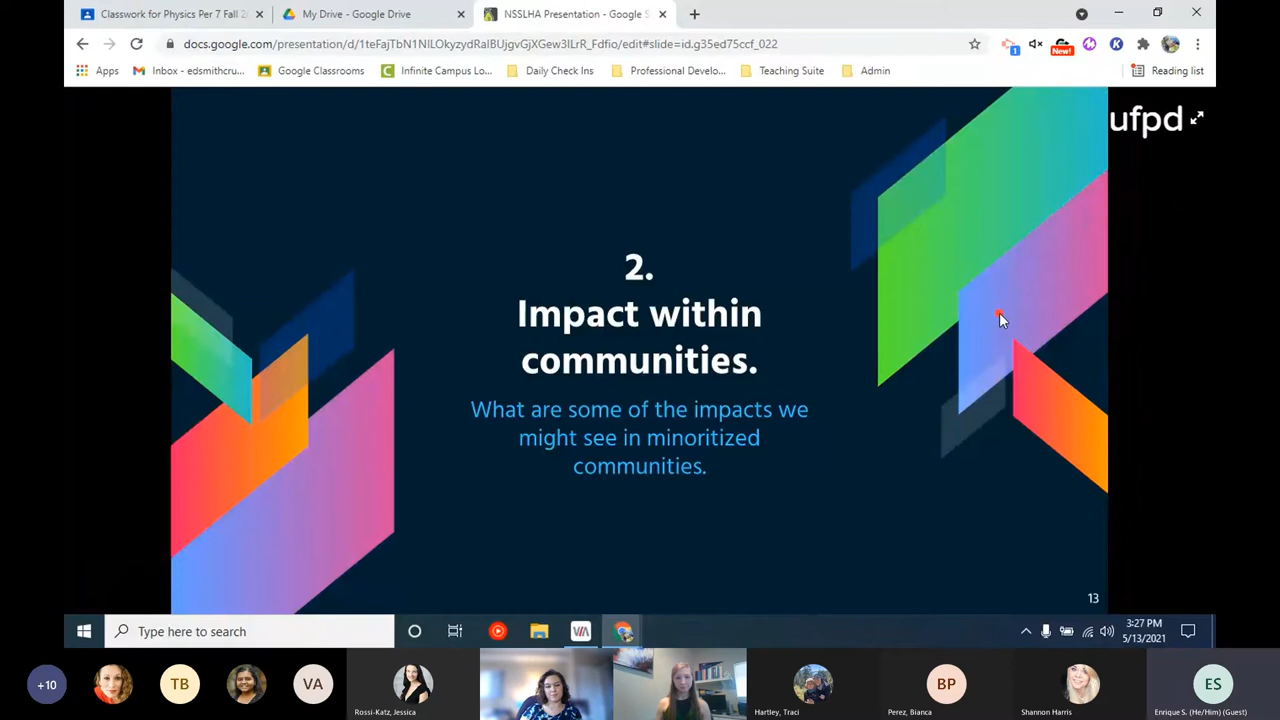 Classwork for Physics Per 7 Fall 2
My Drive - Google Drive
NSSLHA Presentation - Google S
docs.google.com/presentation/d/
/edit#slide=id.g35ed75ccf_022
New!
Apps
Inbox - edsmithcru...
Google Classrooms
Infinite Campus Lo...
Daily Check Ins
Professional Develo...
Teaching Suite
Admin
Reading list
ufpd
2.
Impact within
communities.
What are some of the impacts we
might see in minoritized
communities.
13
Type here to search
3:27 PM
5/13/2021
+10
TB
VA
BP
ES
Rossi-Katz, Jessica
Hartley, Traci
Perez, Bianca
Shannon Harris
Enrique S. (He/Him) (Guest)